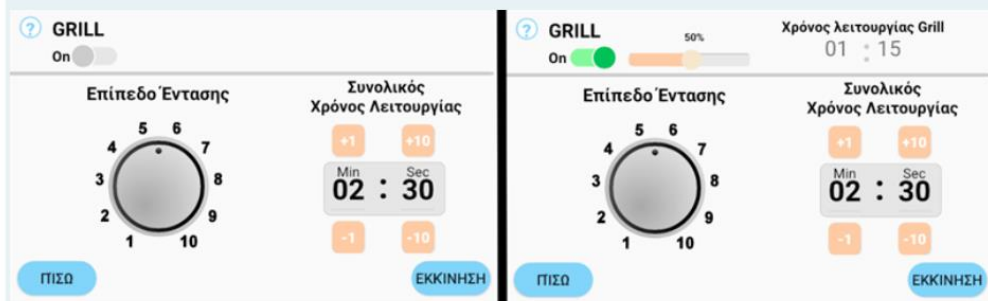 ? GRILL
On
Επίπεδο Έντασης
5 6
4 7
3 8
2 9
1 10
Συνολικός
Χρόνος Λειτουργίας
+1 +10
Min Sec
02 : 30
-1 -10
ΠΙΣΩ
ΕΚΚΙΝΗΣΗ
? GRILL
On
50%
Χρόνος λειτουργίας Grill
01 : 15
Επίπεδο Έντασης
5 6
4 7
3 8
2 9
1 10
Συνολικός
Χρόνος Λειτουργίας
+1 +10
Min Sec
02 : 30
-1 -10
ΠΙΣΩ
ΕΚΚΙΝΗΣΗ